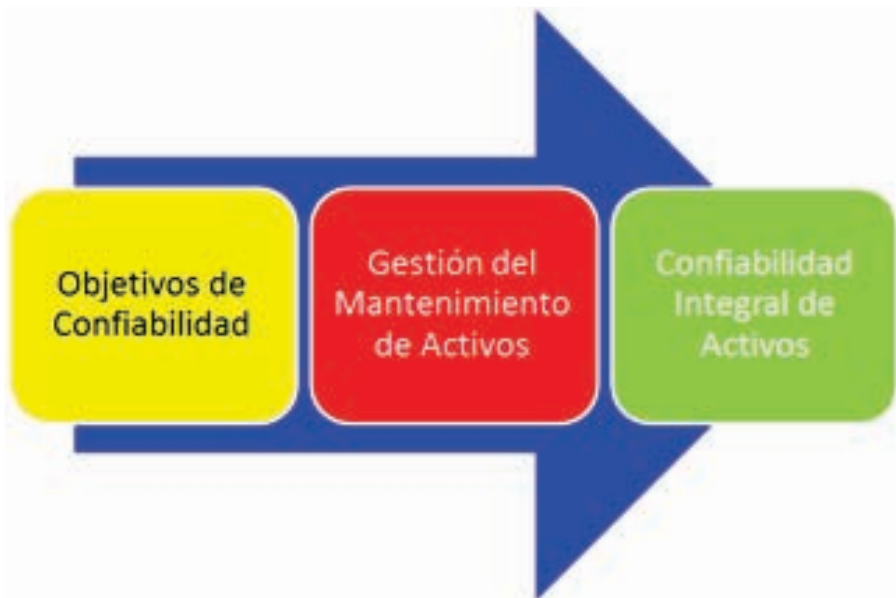 Objetivos de
Confiabilidad
Gestión del
Mantenimiento
de Activos
Confiabilidad
Integral de
Activos